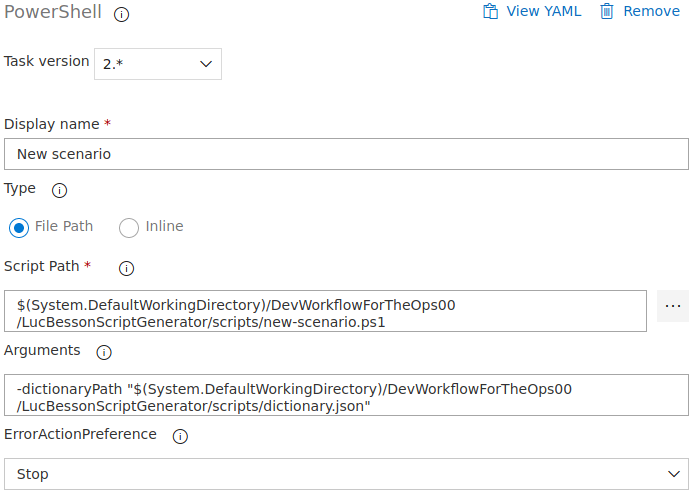 PowerShell
View YAML
Remove
Task version
2.*
Display name *
New scenario
Type
File Path
Inline
Script Path *
$(System.DefaultWorkingDirectory)/DevWorkflowForTheOps00
/LucBessonScriptGenerator/scripts/new-scenario.ps1
...
Arguments
-dictionaryPath "$(System.DefaultWorkingDirectory)/DevWorkflowForTheOps00
/LucBessonScriptGenerator/scripts/dictionary.json"
ErrorActionPreference
Stop